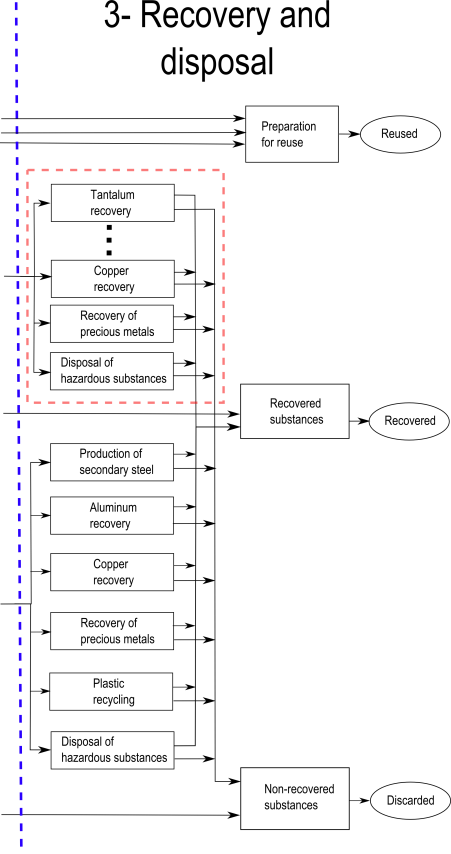 3- Recovery and
disposal
Preparation
for reuse
Reused
Tantalum
recovery
Copper
recovery
Recovery of
precious metals
Disposal of
hazardous substances
Recovered
substances
Recovered
Production of
secondary steel
Aluminum
recovery
Copper
recovery
Recovery of
precious metals
Plastic
recycling
Disposal of
hazardous substances
Non-recovered
substances
Discarded